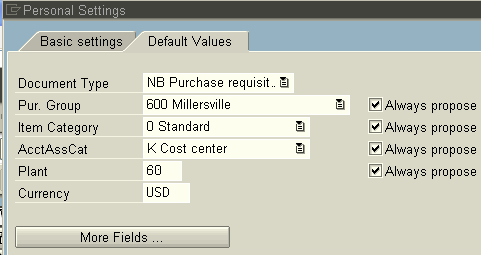 Personal Settings
Basic settings Default Values
Document Type NB Purchase requisit..
Pur. Group 600 Millersville Always propose
Item Category 0 Standard Always propose
AcctAssCat K Cost center Always propose
Plant 60 Always propose
Currency USD
More Fields ...